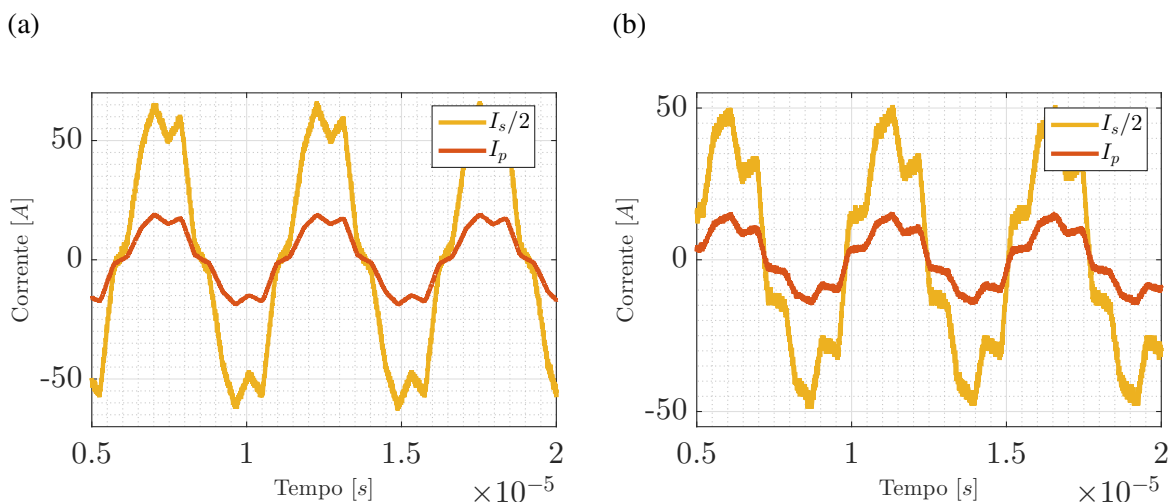 (a)
(b)
50
0
-50
0.5
1
1.5
2
×10⁻⁵
Corrente [A]
Tempo [s]
I_s/2
I_p
50
0
-50
0.5
1
1.5
2
×10⁻⁵
Corrente [A]
Tempo [s]
I_s/2
I_p